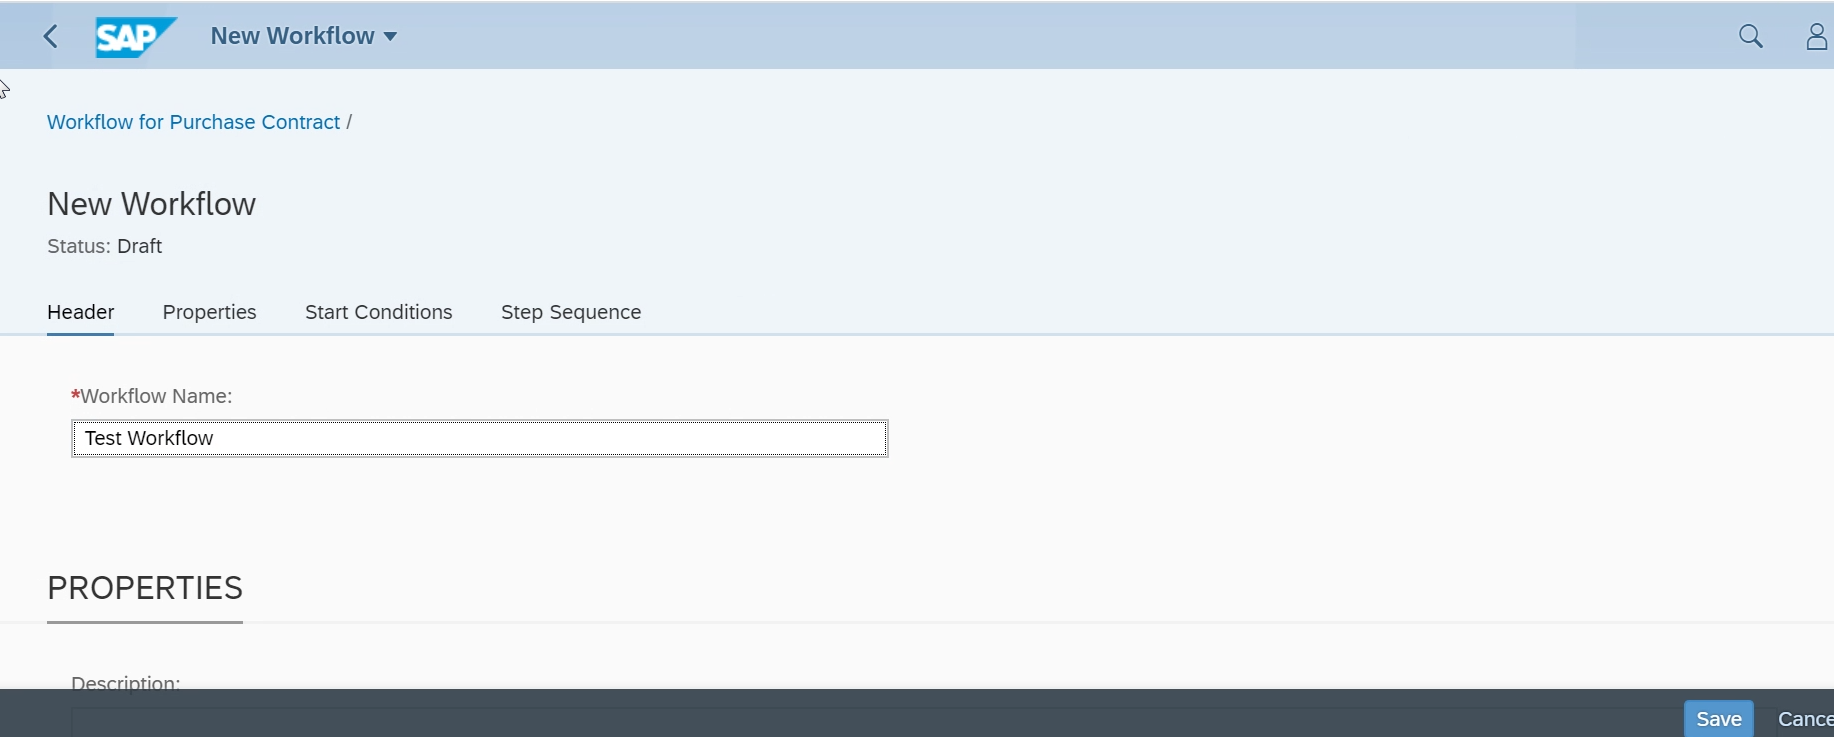 SAP New Workflow
Workflow for Purchase Contract /
New Workflow
Status: Draft
Header Properties Start Conditions Step Sequence
*Workflow Name:
Test Workflow
PROPERTIES
Description:
Save Cance